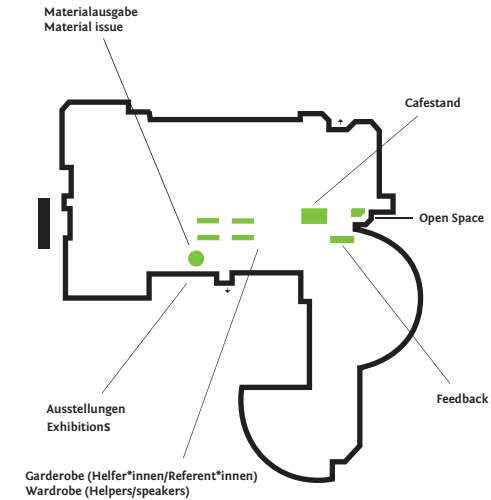 Materialausgabe
Material issue
Cafestand
Open Space
Feedback
Ausstellungen
Exhibitions
Garderobe (Helfer*innen/Referent*innen)
Wardrobe (Helpers/speakers)